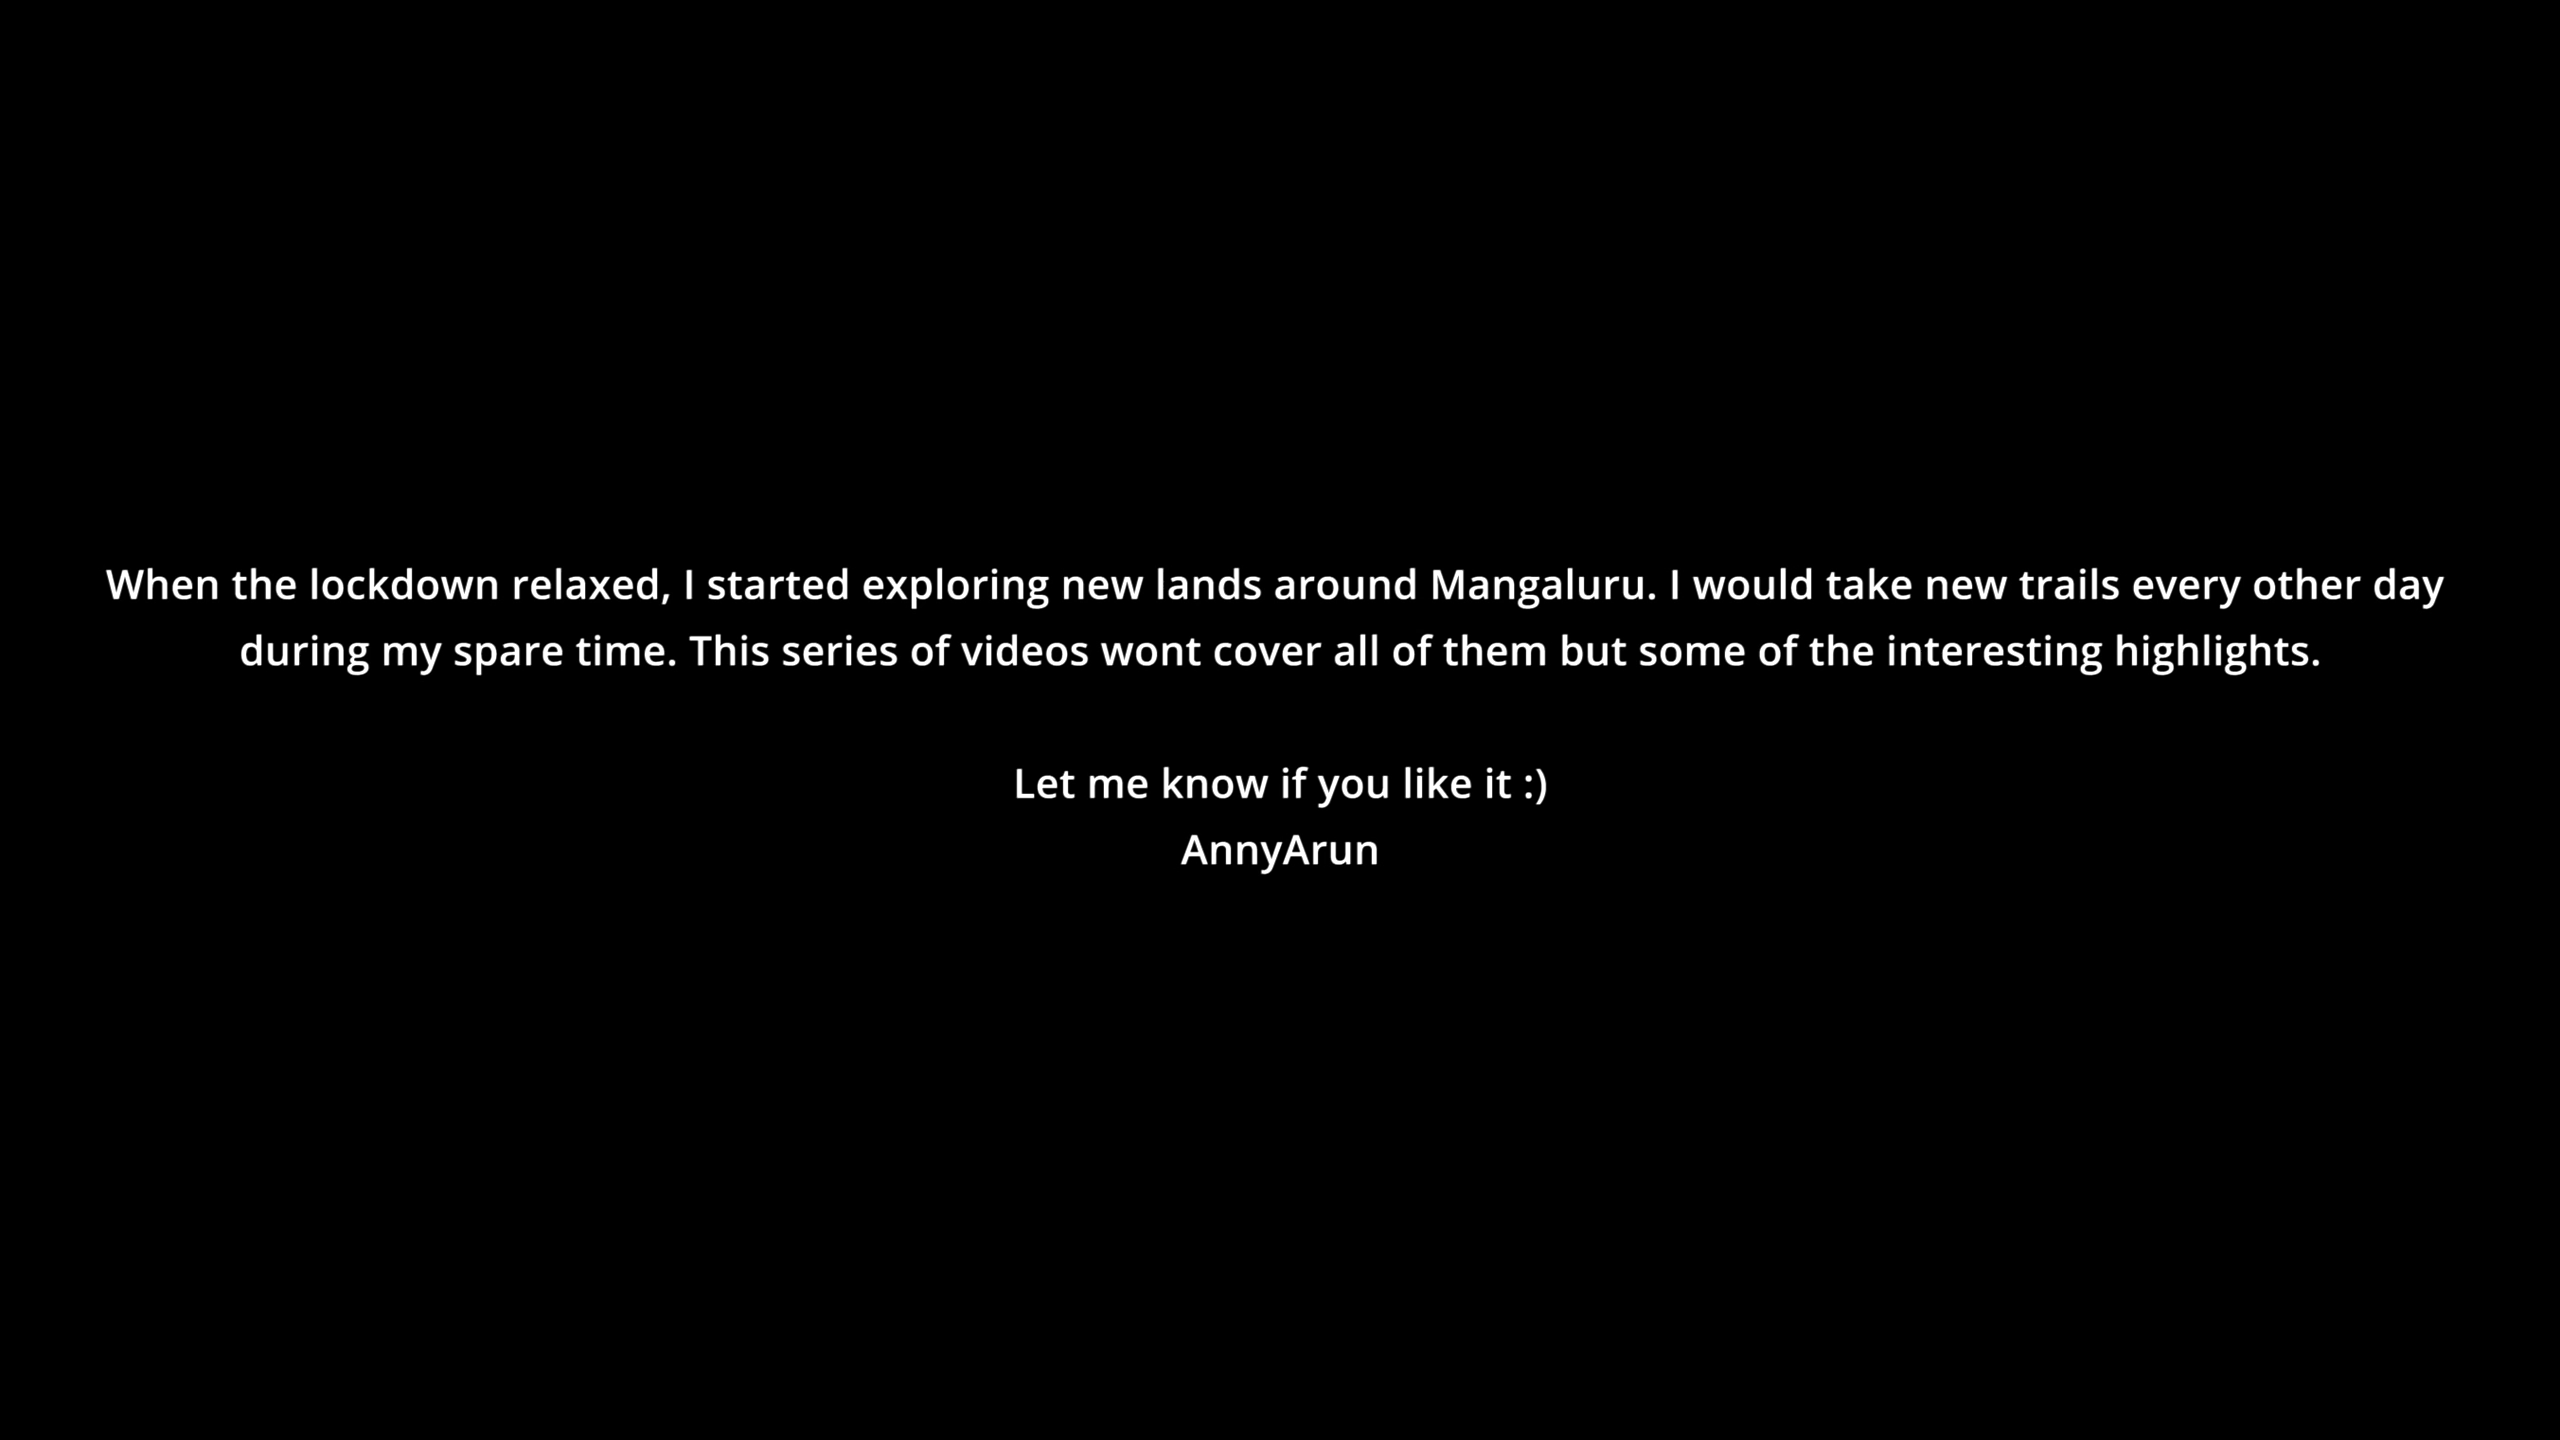 When the lockdown relaxed, I started exploring new lands around Mangaluru. I would take new trails every other day
during my spare time. This series of videos wont cover all of them but some of the interesting highlights.
Let me know if you like it :)
AnnyArun